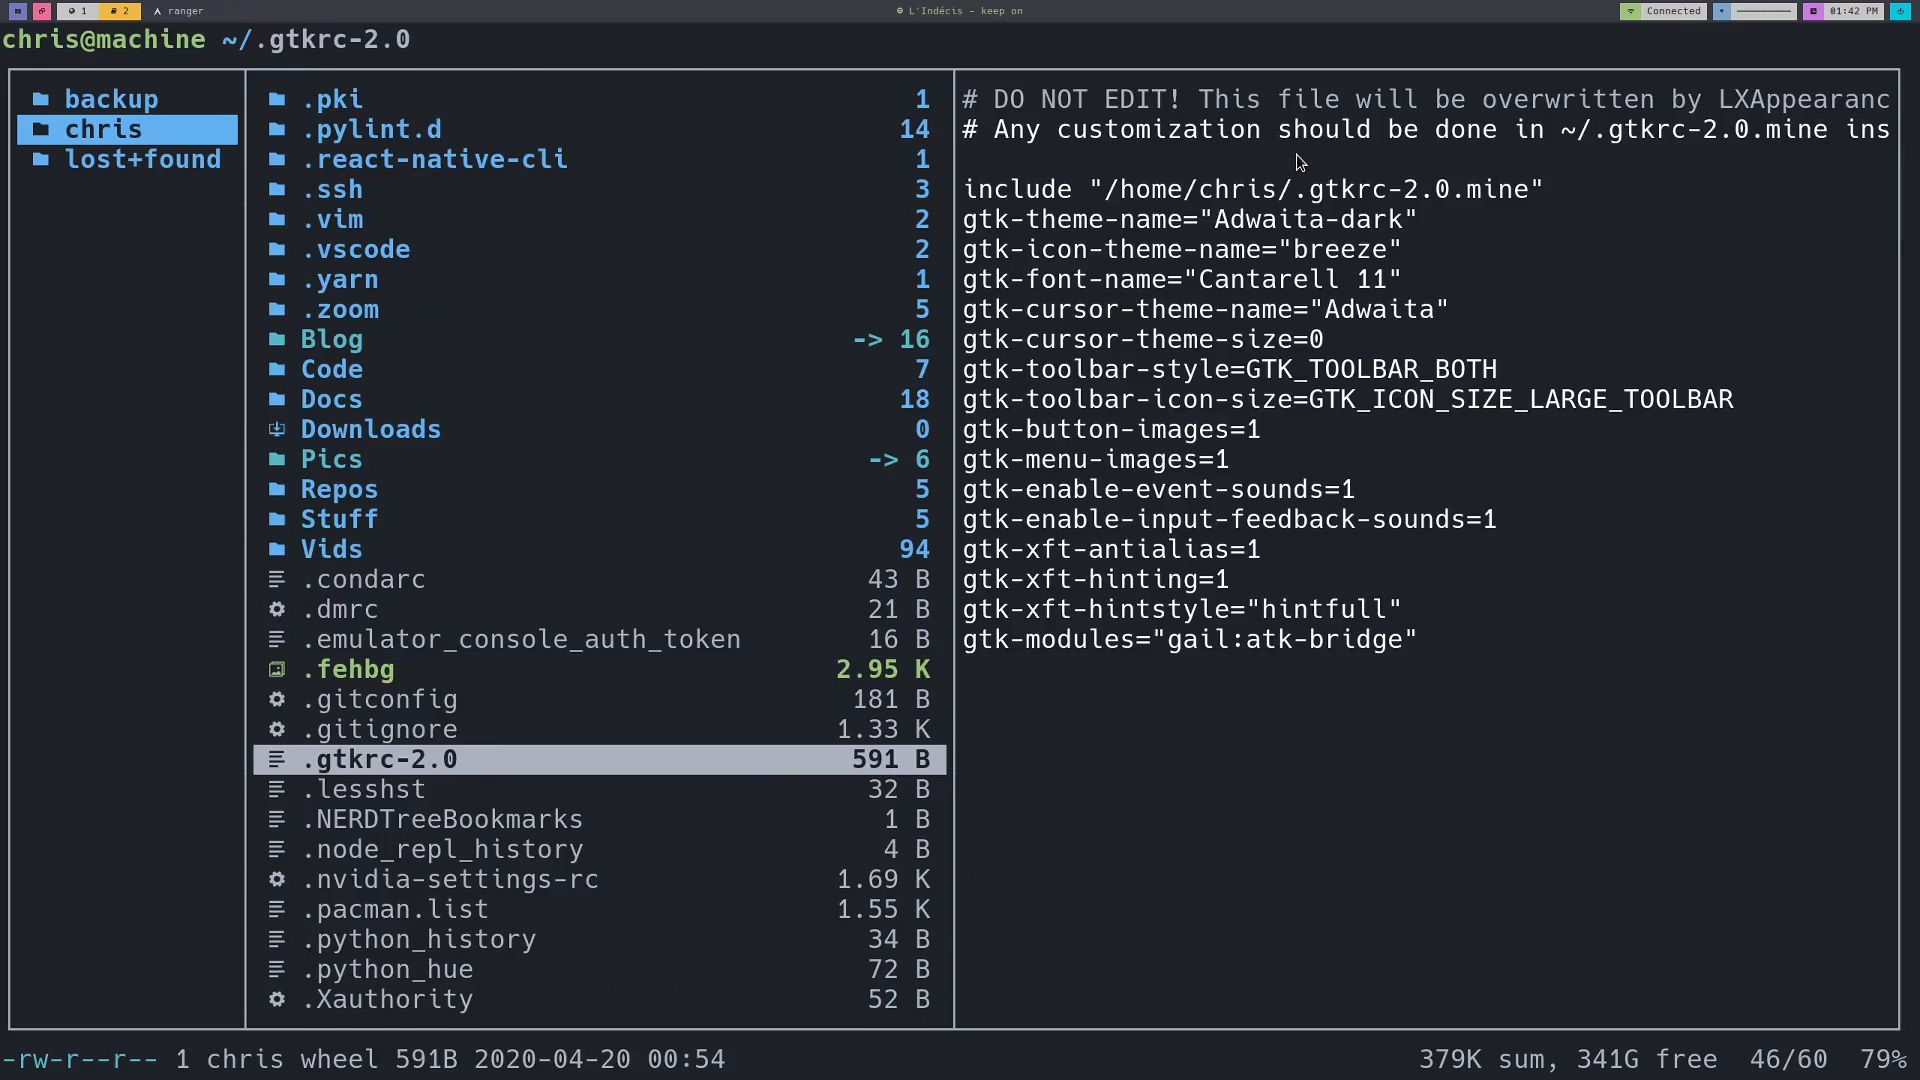 1 2 ranger L'Indécis - keep on Connected 01:42 PM
chris@machine ~/.gtkrc-2.0
backup
chris
lost+found
.pki 1
.pylint.d 14
.react-native-cli 1
.ssh 3
.vim 2
.vscode 2
.yarn 1
.zoom 5
Blog -> 16
Code 7
Docs 18
Downloads 0
Pics -> 6
Repos 5
Stuff 5
Vids 94
.condarc 43 B
.dmrc 21 B
.emulator_console_auth_token 16 B
.fehbg 2.95 K
.gitconfig 181 B
.gitignore 1.33 K
.gtkrc-2.0 591 B
.lesshst 32 B
.NERDTreeBookmarks 1 B
.node_repl_history 4 B
.nvidia-settings-rc 1.69 K
.pacman.list 1.55 K
.python_history 34 B
.python_hue 72 B
.Xauthority 52 B
# DO NOT EDIT! This file will be overwritten by LXAppearanc
# Any customization should be done in ~/.gtkrc-2.0.mine ins
include "/home/chris/.gtkrc-2.0.mine"
gtk-theme-name="Adwaita-dark"
gtk-icon-theme-name="breeze"
gtk-font-name="Cantarell 11"
gtk-cursor-theme-name="Adwaita"
gtk-cursor-theme-size=0
gtk-toolbar-style=GTK_TOOLBAR_BOTH
gtk-toolbar-icon-size=GTK_ICON_SIZE_LARGE_TOOLBAR
gtk-button-images=1
gtk-menu-images=1
gtk-enable-event-sounds=1
gtk-enable-input-feedback-sounds=1
gtk-xft-antialias=1
gtk-xft-hinting=1
gtk-xft-hintstyle="hintfull"
gtk-modules="gail:atk-bridge"
-rw-r--r-- 1 chris wheel 591B 2020-04-20 00:54 379K sum, 341G free 46/60 79%